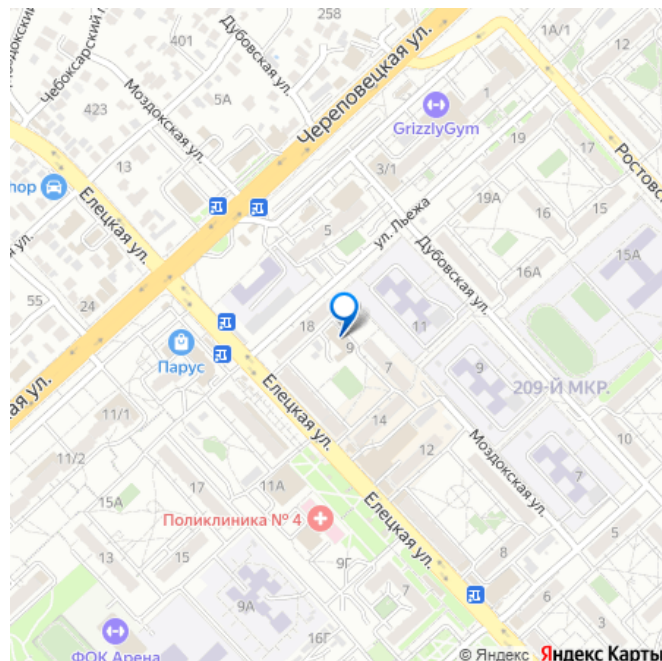 401
Дубовская ул.
258
1А/1
12
Чебоксарский п
Моздокская ул.
5А
423
Череповецкая ул.
GrizzlyGym
13
3/1
19
Ростовс
hop
Елецкая ул.
19А
16
15
ул. Льежа
5
15А
Дубовская ул.
16А
ул.
55
24
18
11
9
Парус
7
9
209-Й МКР.
ая ул.
Елецкая ул.
11/1
14
10
12
Моздокская ул.
11/2
17
11А
15А
7
Поликлиника № 4
Елецкая ул.
13
15
9Г
8
9А
7
6
ФОК Арена
16Г
© Яндекс Яндекс Карты